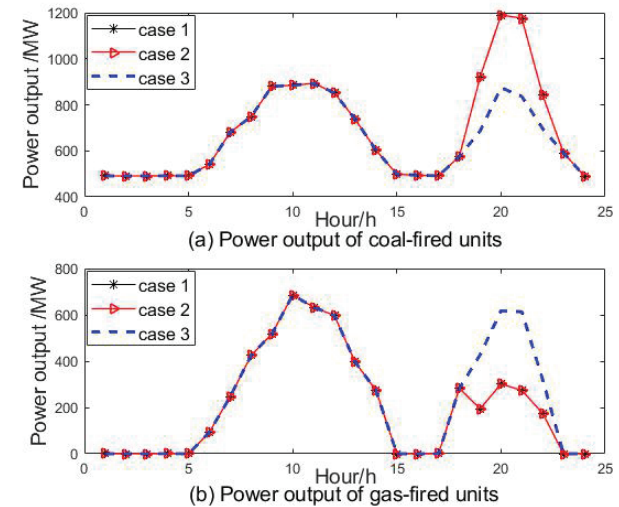 case 1
case 2
case 3
Power output /MW
1200
1000
800
600
400
0
5
10
15
20
25
Hour/h
(a) Power output of coal-fired units
case 1
case 2
case 3
Power output /MW
800
600
400
200
0
0
5
10
15
20
25
Hour/h
(b) Power output of gas-fired units